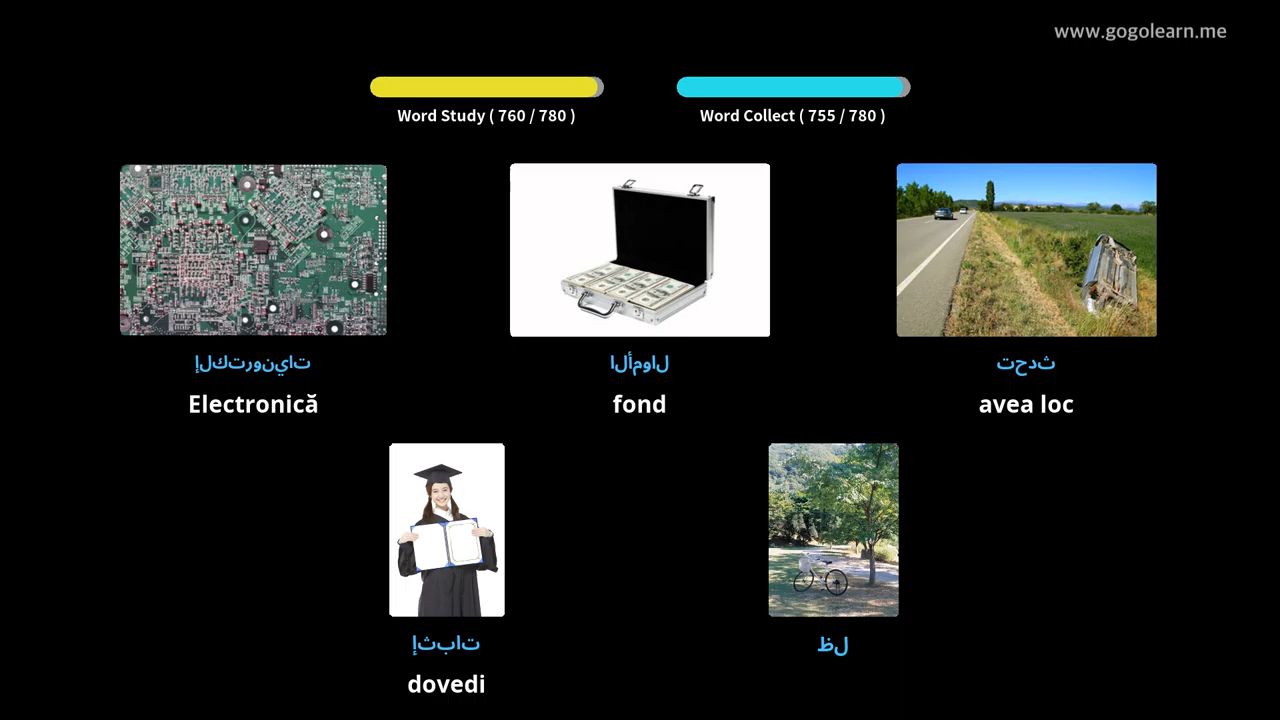 www.gogolearn.me
Word Study ( 760 / 780 )
Word Collect ( 755 / 780 )
إلكترونيات
Electronică
الأموال
fond
تحدث
avea loc
إثبات
dovedi
ظل